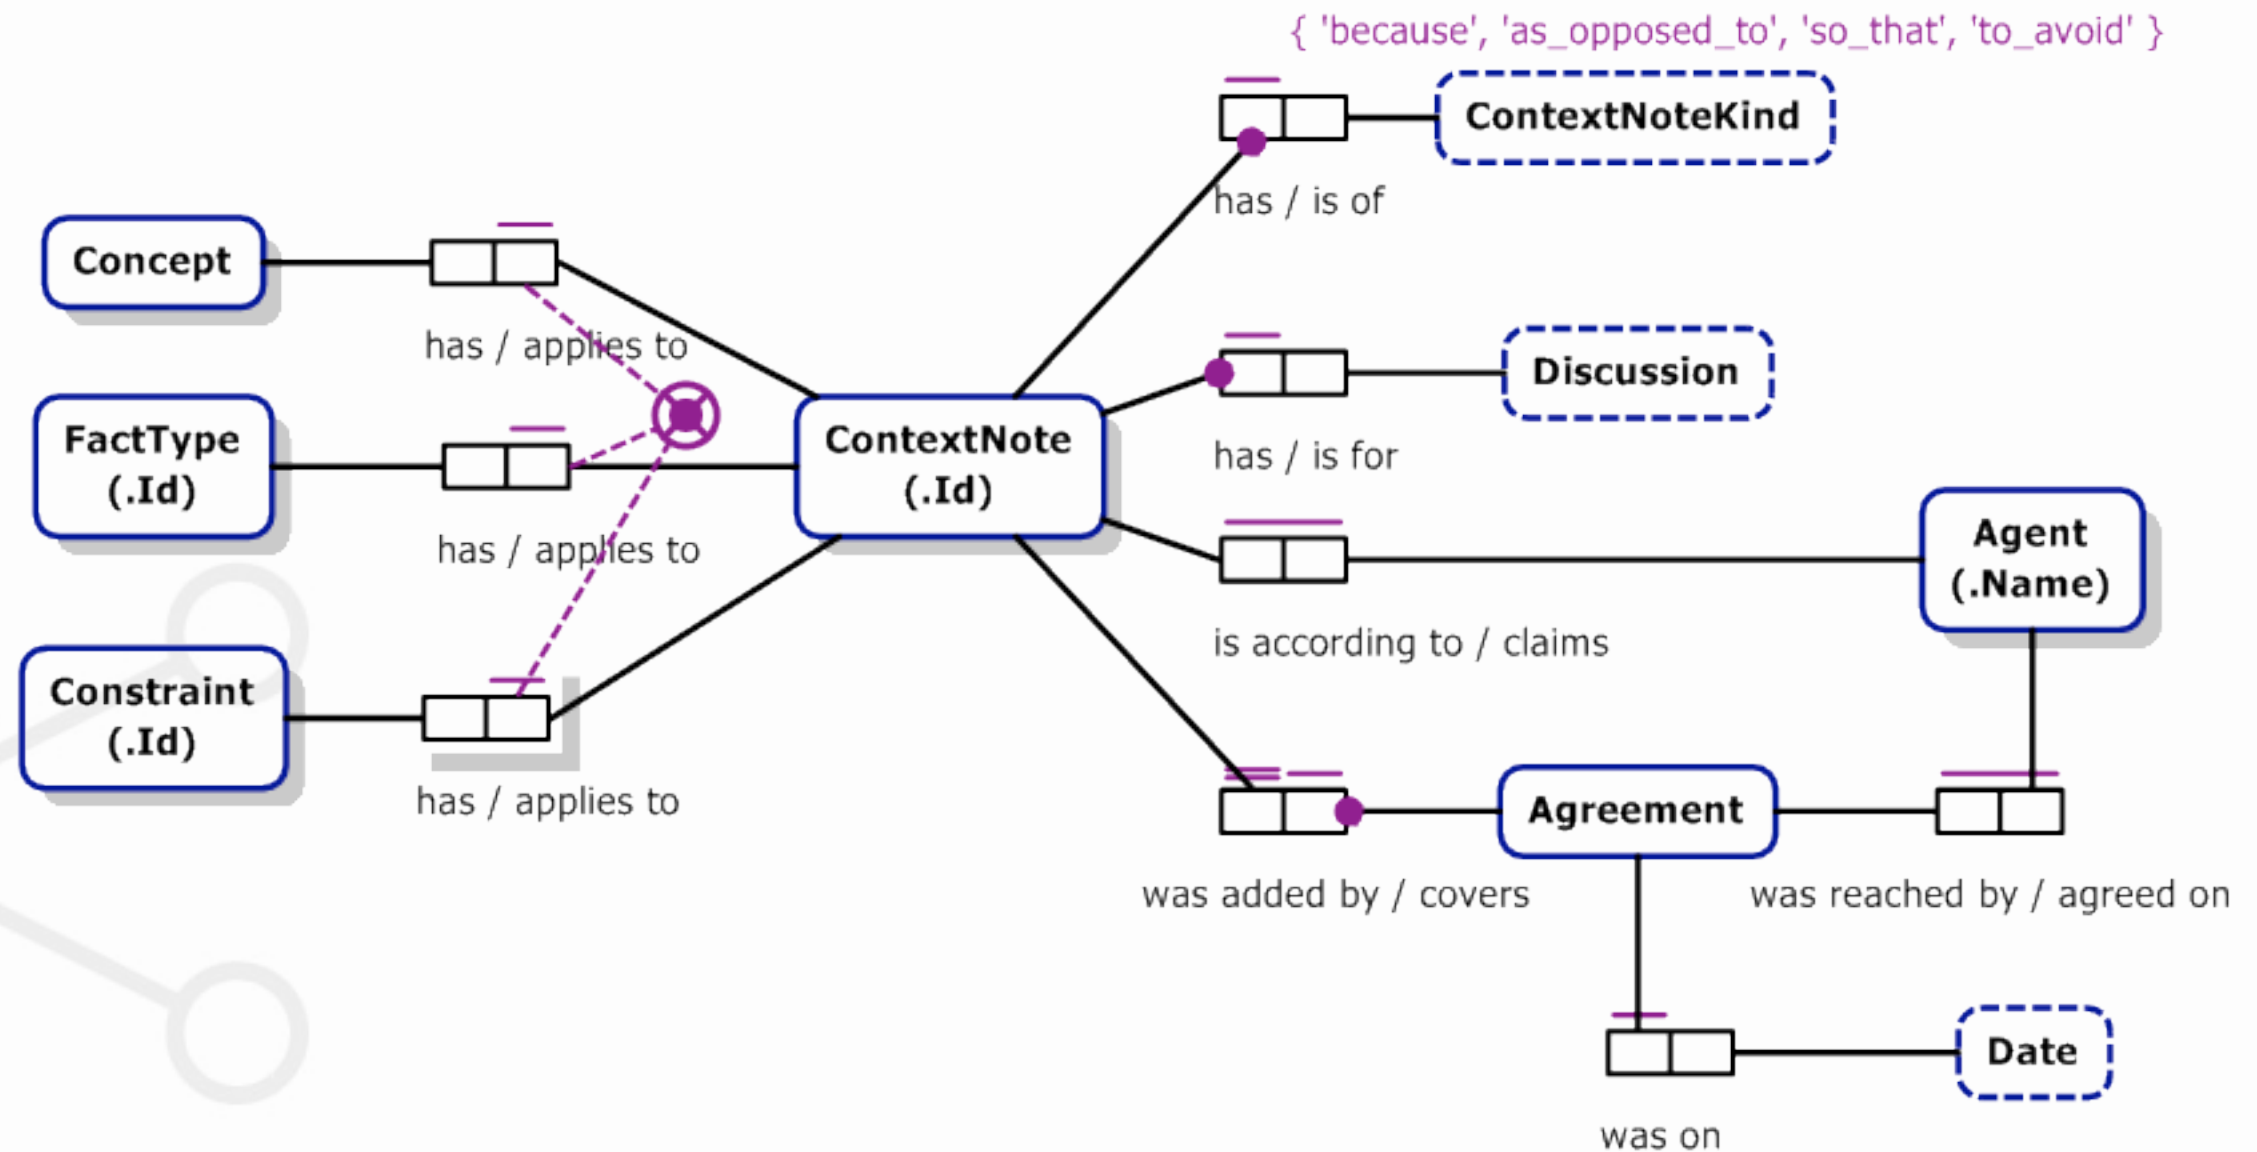 { 'because', 'as_opposed_to', 'so_that', 'to_avoid' }
ContextNoteKind
has / is of
Concept
has / applies to
Discussion
has / is for
FactType
(.Id)
has / applies to
ContextNote
(.Id)
Agent
(.Name)
is according to / claims
Constraint
(.Id)
has / applies to
Agreement
was added by / covers
was reached by / agreed on
Date
was on